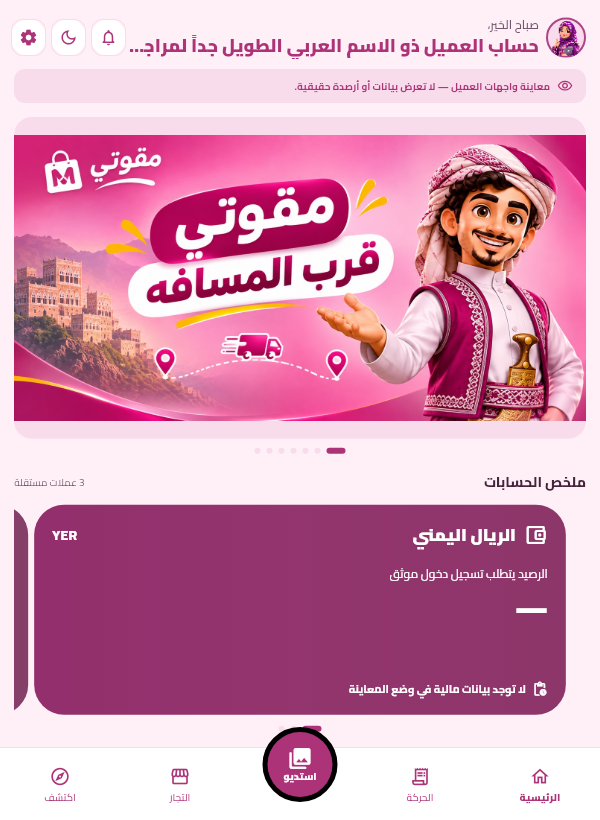 صباح الخير،
حساب العميل ذو الاسم العربي الطويل جداً لمراجـ...
معاينة واجهات العميل — لا تعرض بيانات أو أرصدة حقيقية.
مقوتي
مقوتي
قرب المسافه
ملخص الحسابات
3 عملات مستقلة
الريال اليمني
YER
الرصيد يتطلب تسجيل دخول موثق
—
لا توجد بيانات مالية في وضع المعاينة
الرئيسية
الحركة
استديو
التجار
اكتشف